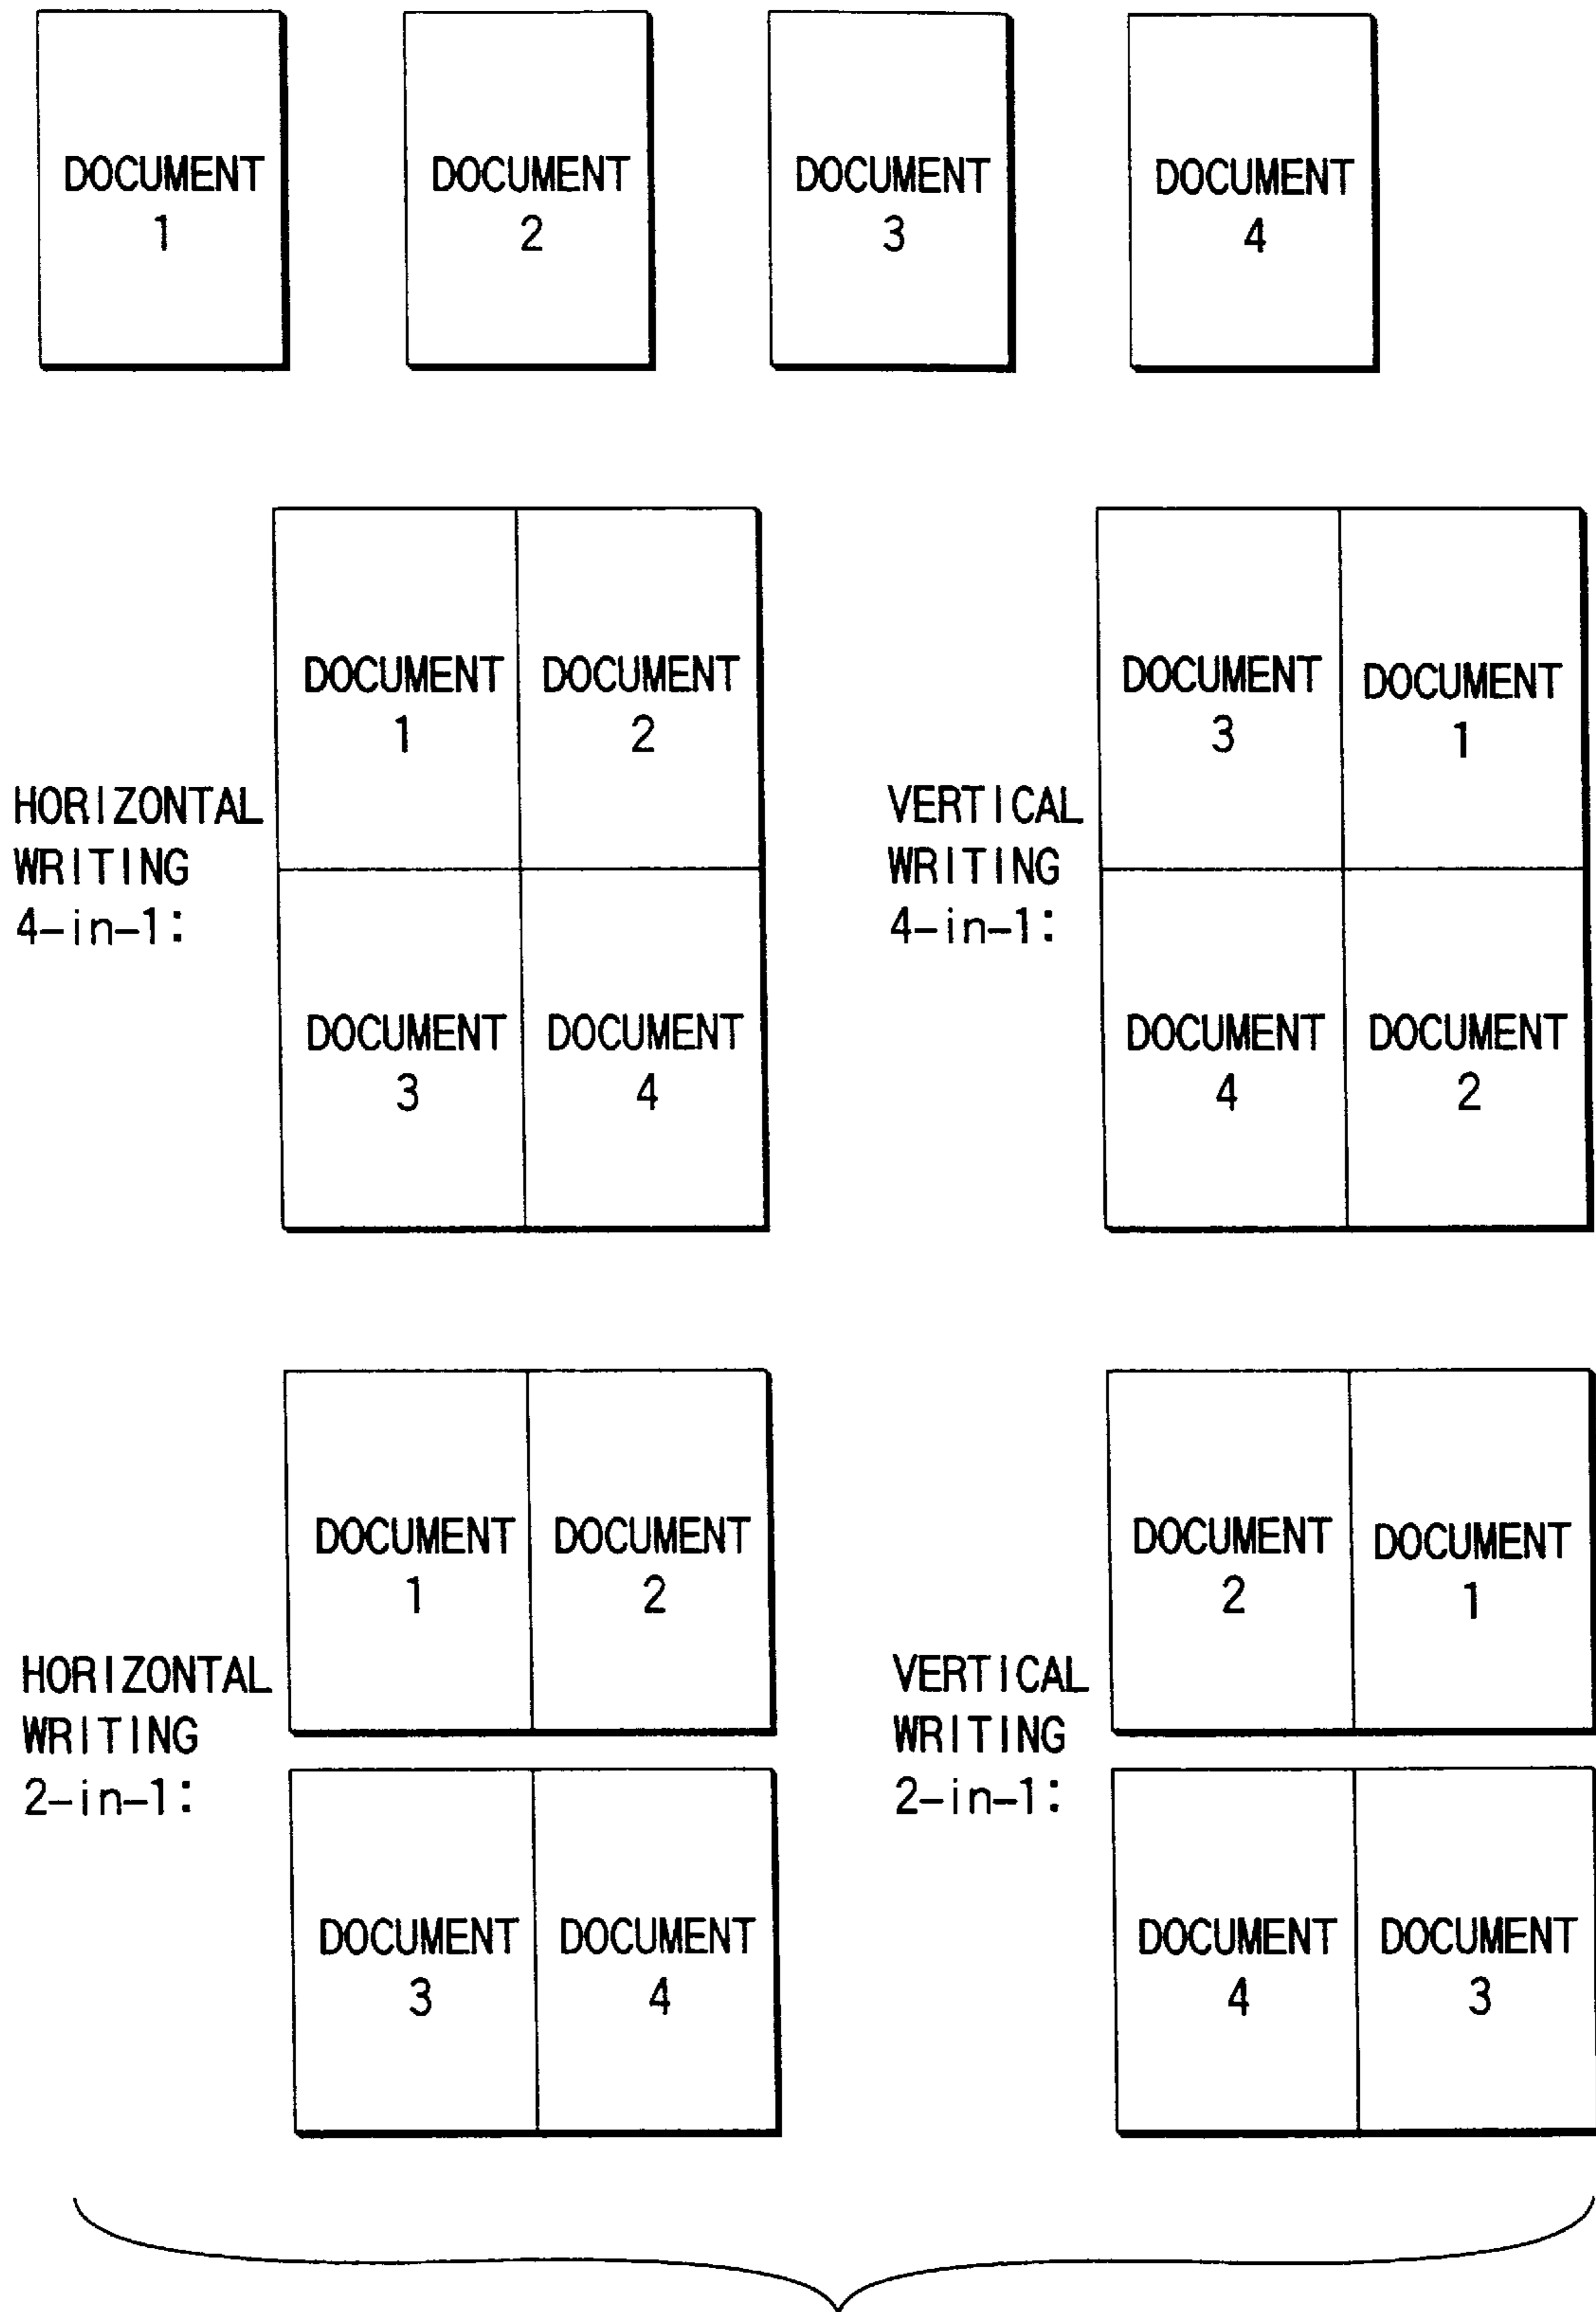 DOCUMENT
1
DOCUMENT
2
DOCUMENT
3
DOCUMENT
4
HORIZONTAL
WRITING
4-in-1:
DOCUMENT
1
DOCUMENT
2
DOCUMENT
3
DOCUMENT
4
VERTICAL
WRITING
4-in-1:
DOCUMENT
3
DOCUMENT
1
DOCUMENT
4
DOCUMENT
2
HORIZONTAL
WRITING
2-in-1:
DOCUMENT
1
DOCUMENT
2
DOCUMENT
3
DOCUMENT
4
VERTICAL
WRITING
2-in-1:
DOCUMENT
2
DOCUMENT
1
DOCUMENT
4
DOCUMENT
3